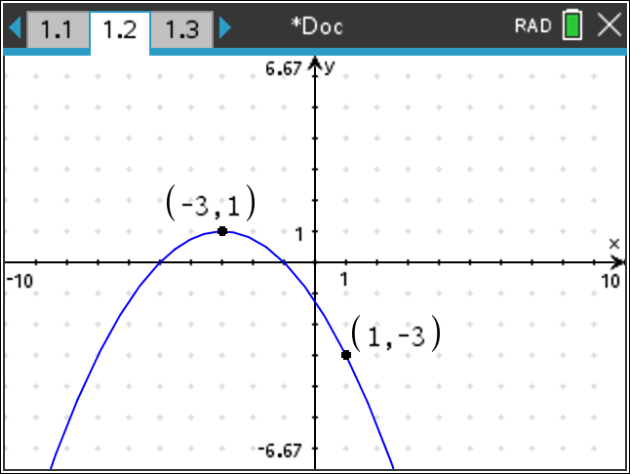 1.1 1.2 1.3 *Doc RAD
6.67 y
(-3,1)
1
x
-10 1 10
(1,-3)
-6.67